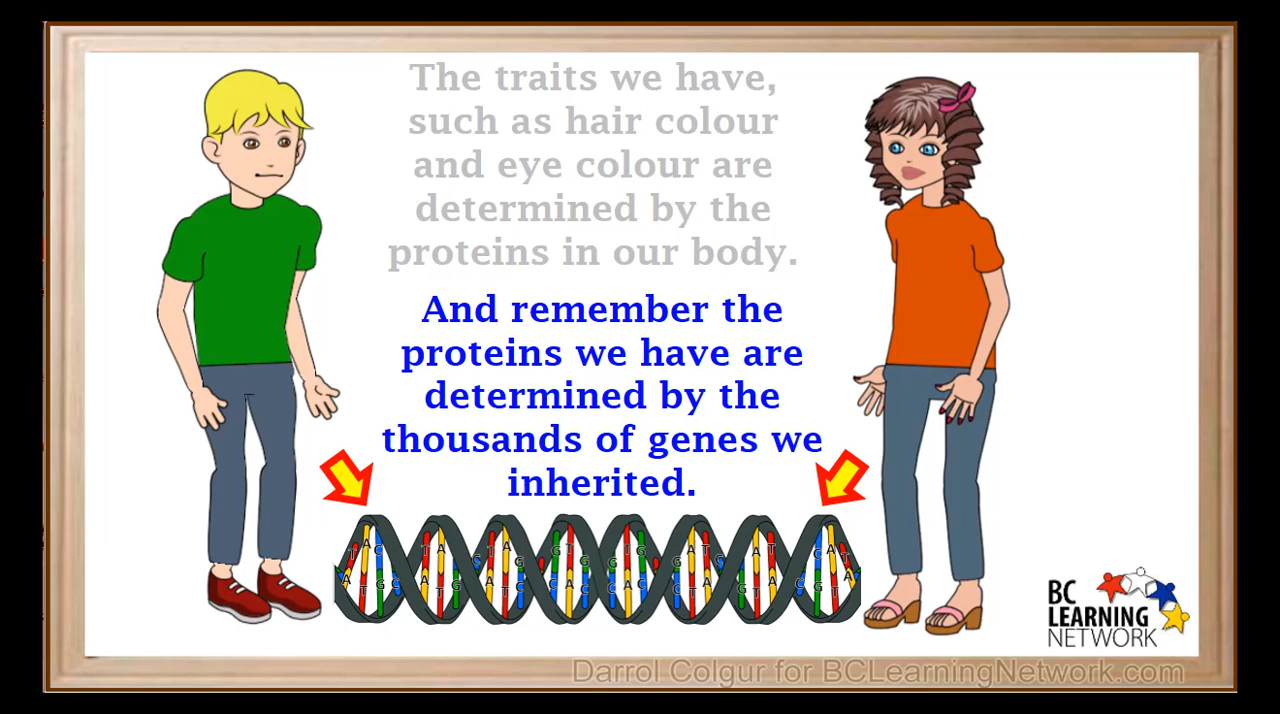 The traits we have,
such as hair colour
and eye colour are
determined by the
proteins in our body.
And remember the
proteins we have are
determined by the
thousands of genes we
inherited.
BC
LEARNING
NETWORK
Darrol Colgur for BCLearningNetwork.com